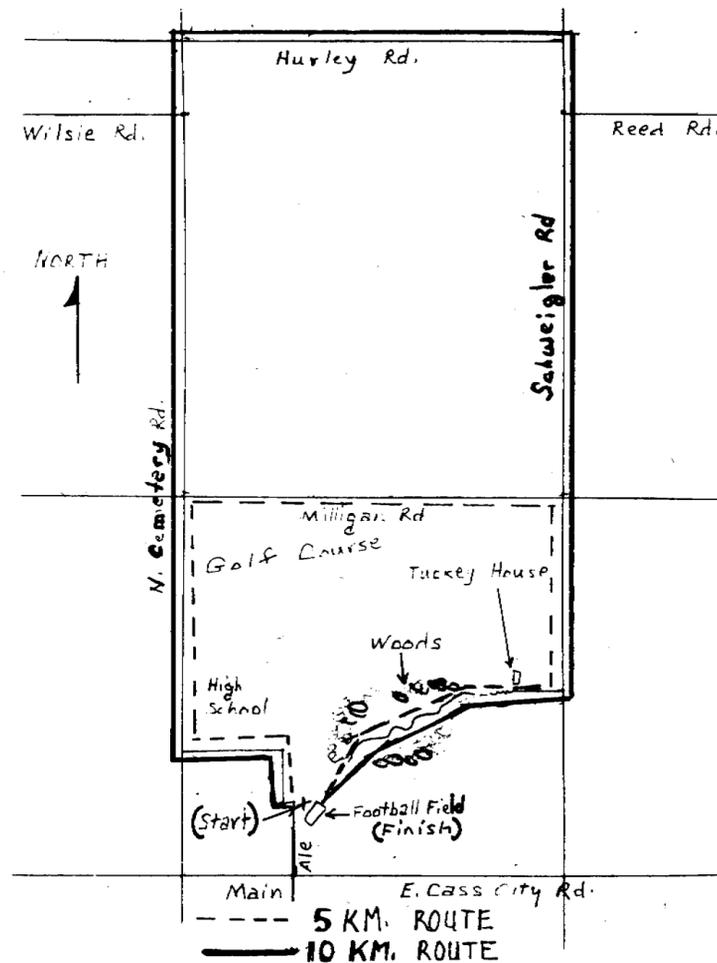 Hurley Rd.
Wilsie Rd.
Reed Rd.
NORTH
Schweigler Rd
N. Cemetery Rd.
Milligan Rd
Golf Course
Tuckey House
Woods
High
School
(Start)
Football Field
(Finish)
Ale
Main
E. Cass City Rd.
5 KM. ROUTE
10 KM. ROUTE